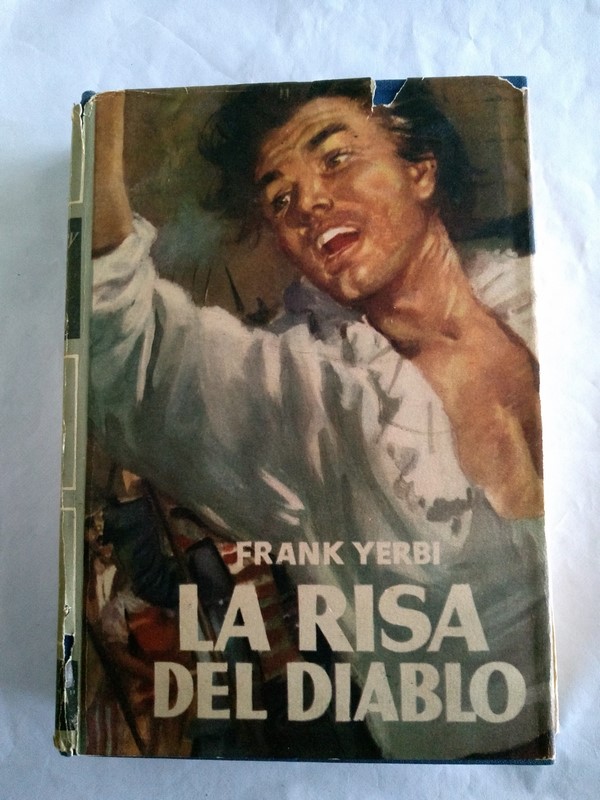 FRANK YERBI
LA RISA
DEL DIABLO
y